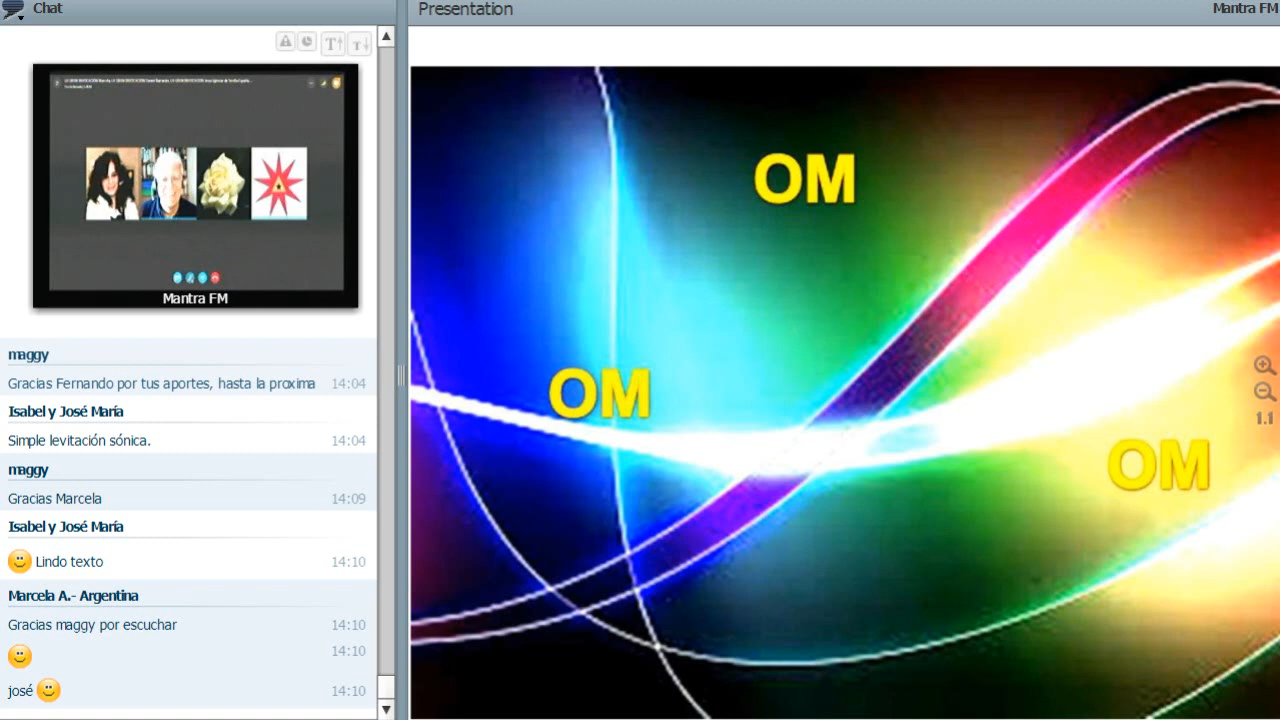 Chat
Presentation
Mantra FM
Mantra FM
maggy
Gracias Fernando por tus aportes, hasta la proxima 14:04
Isabel y José María
Simple levitación sónica. 14:04
maggy
Gracias Marcela 14:09
Isabel y José María
Lindo texto 14:10
Marcela A.- Argentina
Gracias maggy por escuchar 14:10
14:10
josé 14:10
OM
OM
OM
1.1